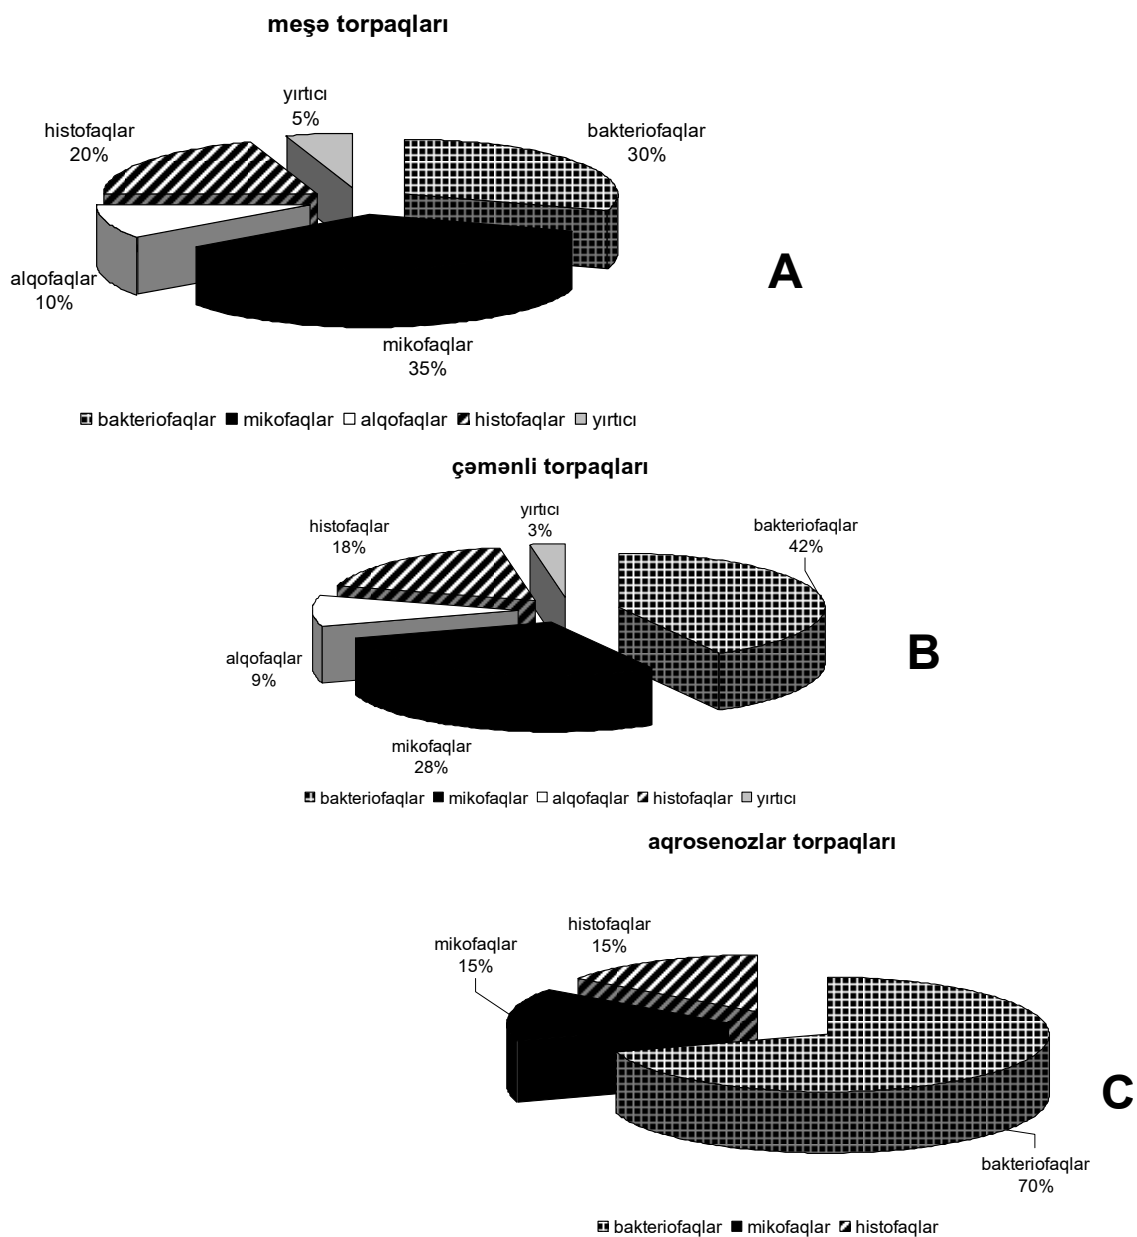 meşə torpaqları
yırtıcı
5%
histofaqlar
20%
bakteriofaqlar
30%
alqofaqlar
10%
A
mikofaqlar
35%
bakteriofaqlar mikofaqlar alqofaqlar histofaqlar yırtıcı
çəmənli torpaqları
yırtıcı
3%
histofaqlar
18%
bakteriofaqlar
42%
B
alqofaqlar
9%
mikofaqlar
28%
bakteriofaqlar mikofaqlar alqofaqlar histofaqlar yırtıcı
aqrosenozlar torpaqları
histofaqlar
15%
mikofaqlar
15%
C
bakteriofaqlar
70%
bakteriofaqlar mikofaqlar histofaqlar